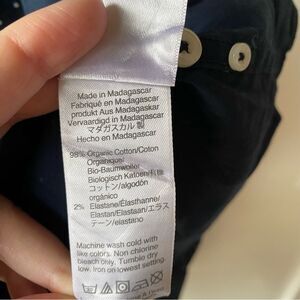 Made in Madagascar
Fabriqué en Madagascar
produkt Aus Madagaskar
Vervaardigd in Madagascar
マダガスカル製
Hecho en Madagascar
98% Organic Cotton/Coton
Organique/
Bio-Baumwolle/
Biologisch Katoen/有機
コットン/algodón
orgánico
2% Elastane/Élasthanne/
Elastan/Elastaan/エラス
テーン/elastano
Machine wash cold with
like colors. Non chlorine
bleach only. Tumble dry
low. Iron on lowest setting